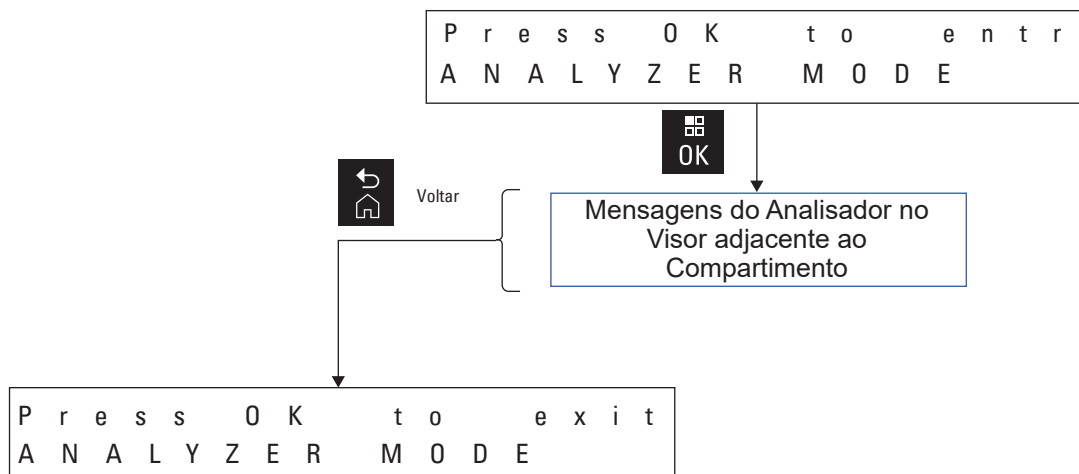 Press OK to entr
ANALYZER MODE
OK
Voltar
Mensagens do Analisador no
Visor adjacente ao
Compartimento
Press OK to exit
ANALYZER MODE